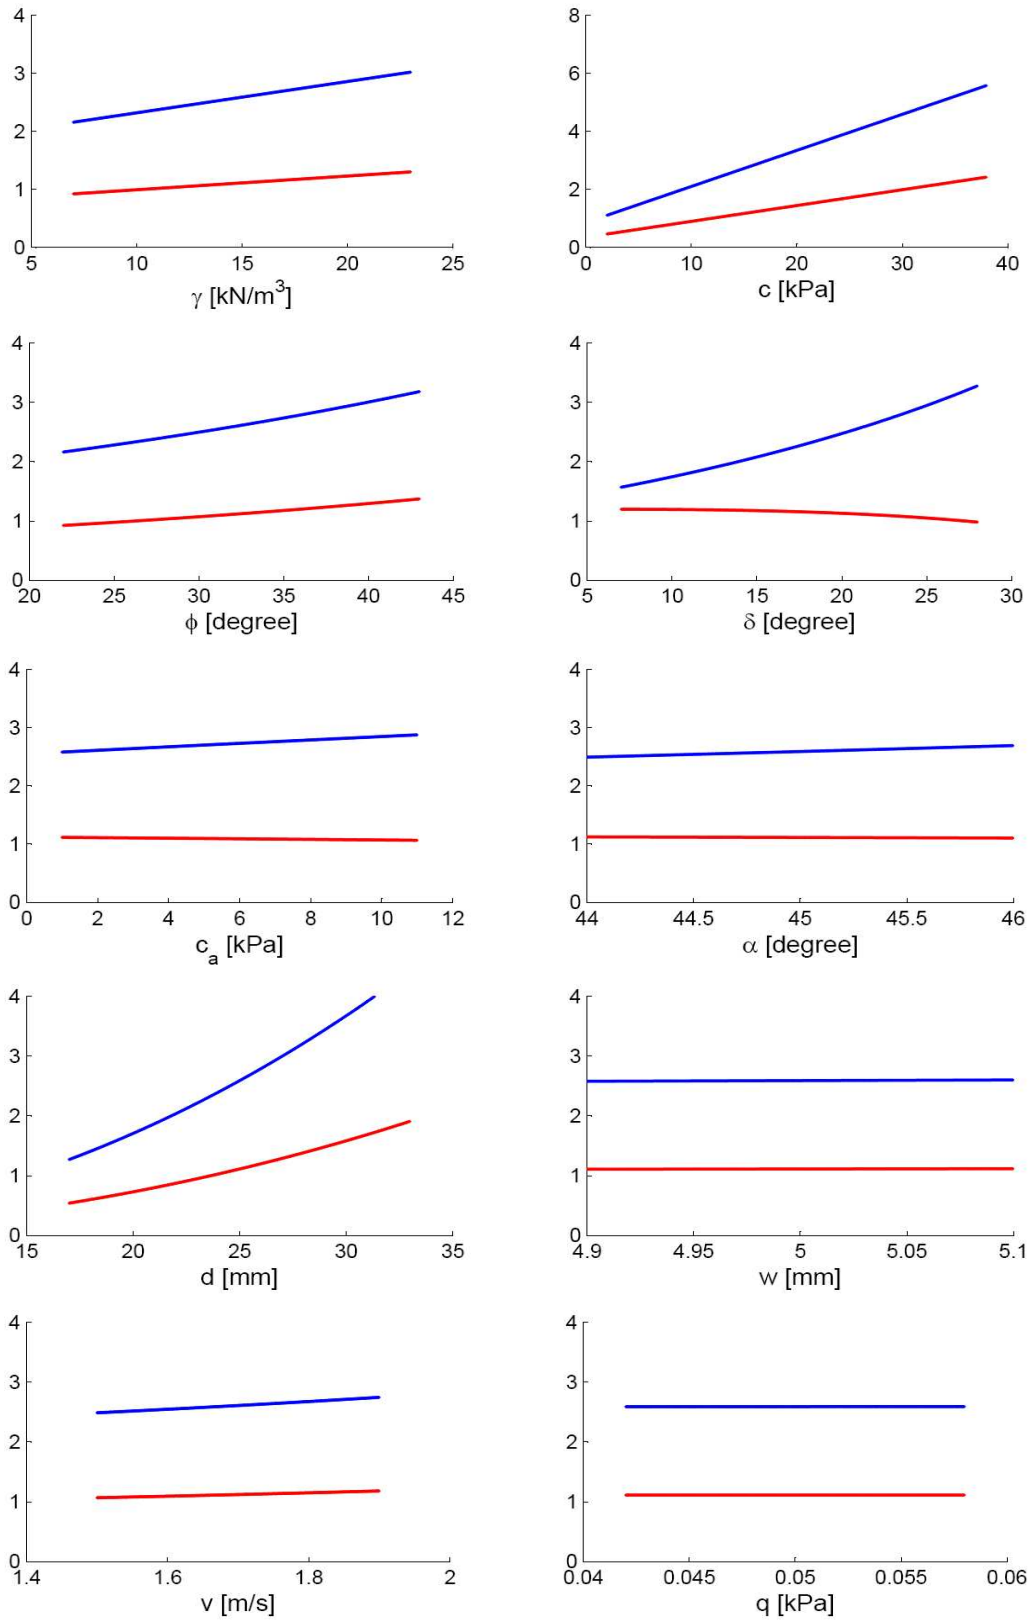 4 8
3 6
2 4
1 2
0 0
5 10 15 20 25 0 10 20 30 40
γ [kN/m³] c [kPa]
4 4
3 3
2 2
1 1
0 0
20 25 30 35 40 45 5 10 15 20 25 30
ϕ [degree] δ [degree]
4 4
3 3
2 2
1 1
0 0
0 2 4 6 8 10 12 44 44.5 45 45.5 46
cₐ [kPa] α [degree]
4 4
3 3
2 2
1 1
0 0
15 20 25 30 35 4.9 4.95 5 5.05 5.1
d [mm] w [mm]
4 4
3 3
2 2
1 1
0 0
1.4 1.6 1.8 2 0.04 0.045 0.05 0.055 0.06
v [m/s] q [kPa]